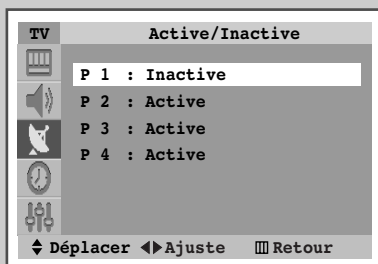 TV Active/Inactive
P 1 : Inactive
P 2 : Active
P 3 : Active
P 4 : Active
Déplacer Ajuste Retour